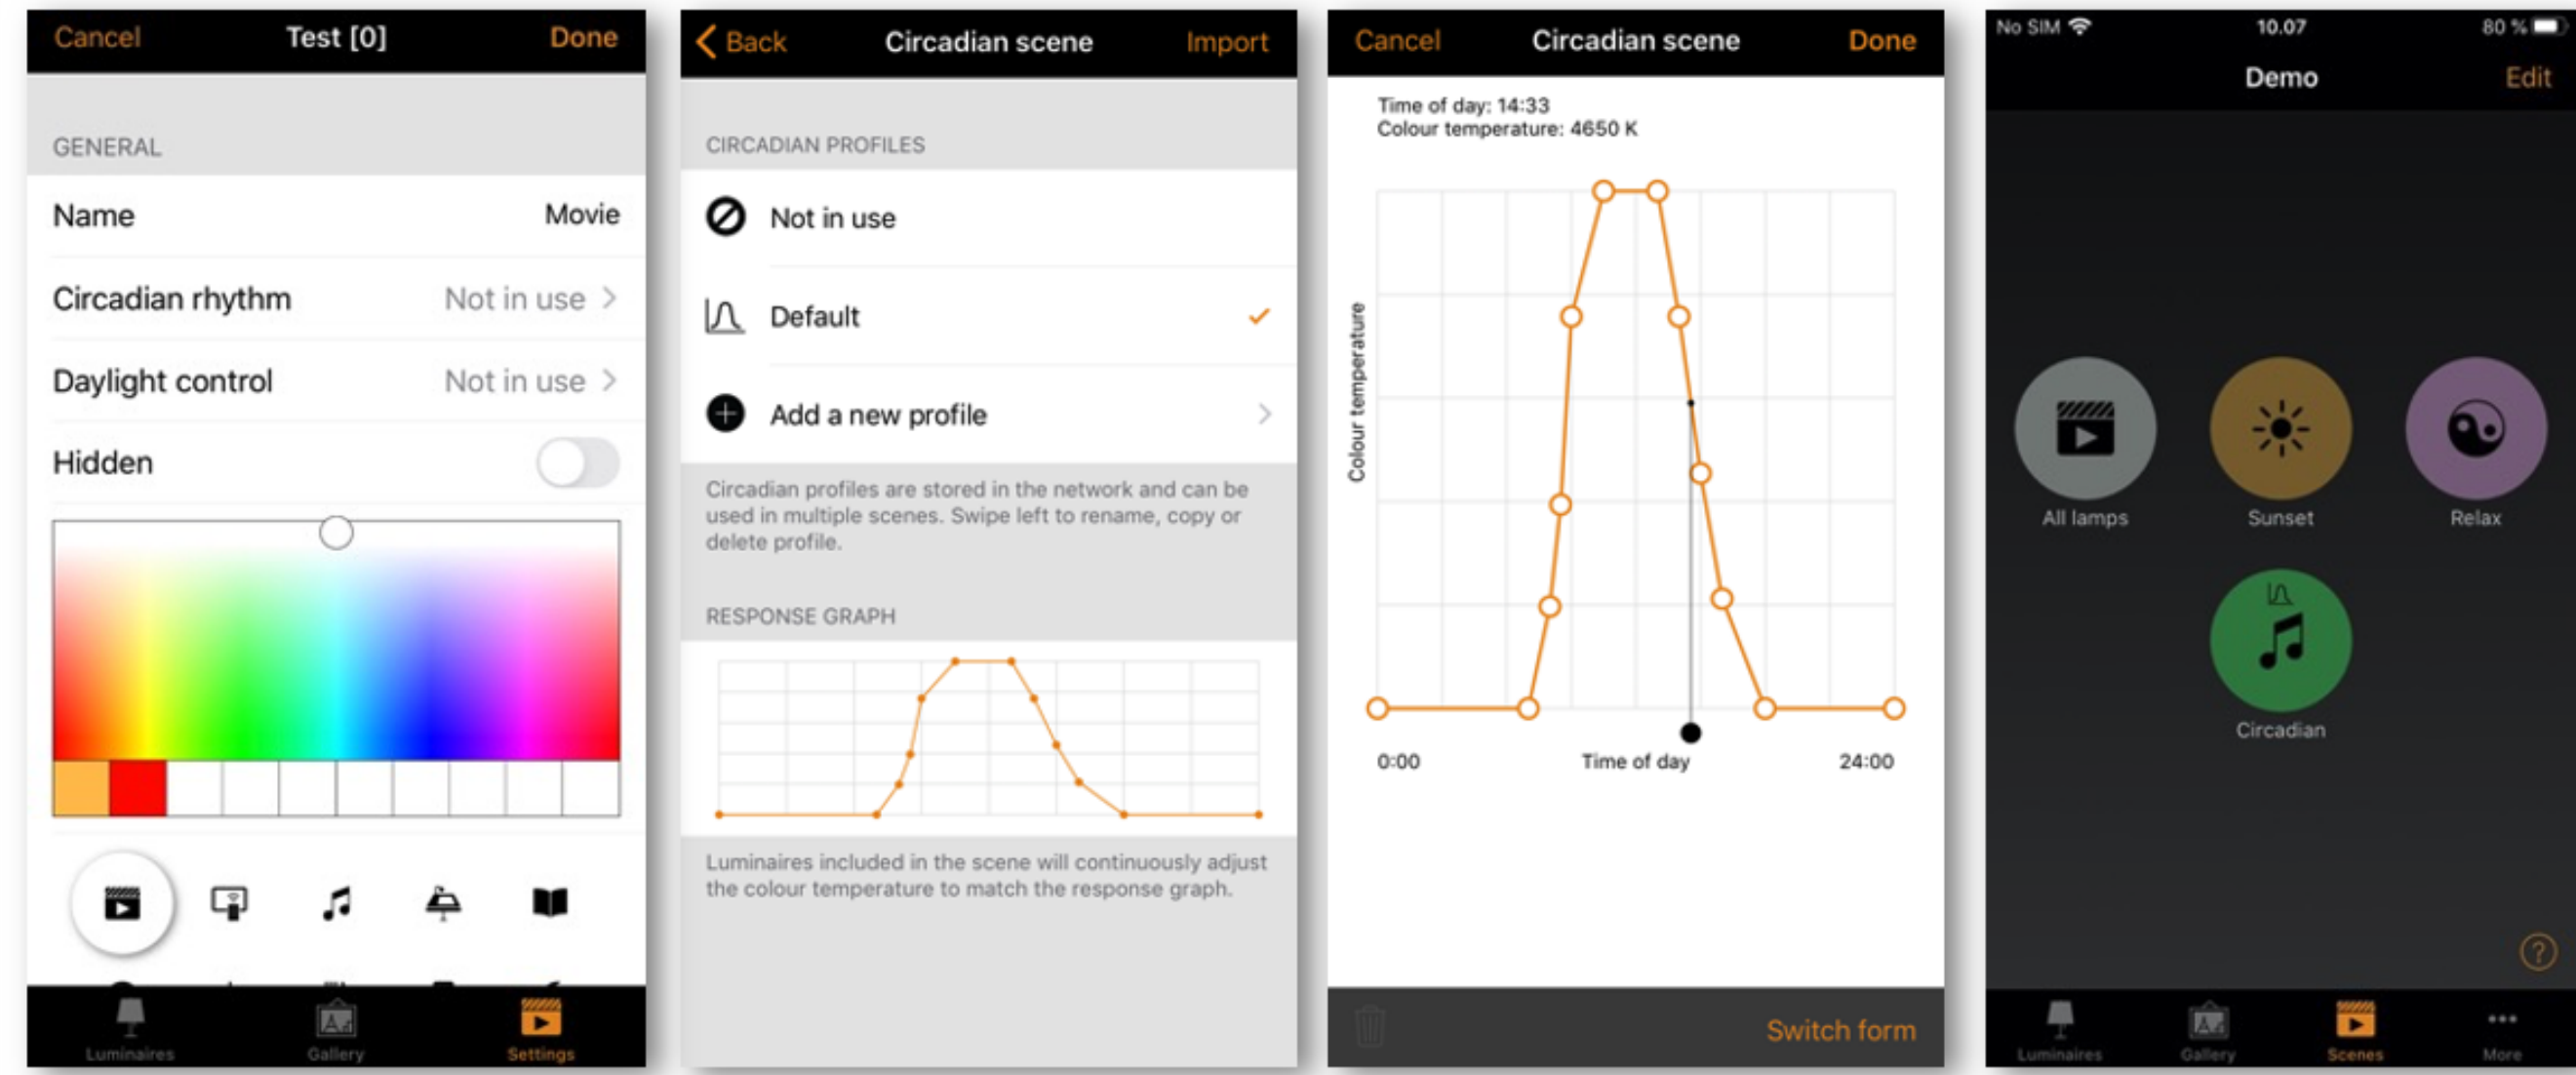 Cancel Test [0] Done
GENERAL
Name Movie
Circadian rhythm Not in use
Daylight control Not in use
Hidden
Luminaires Gallery Settings
Back Circadian scene Import
CIRCADIAN PROFILES
Not in use
Default
Add a new profile
Circadian profiles are stored in the network and can be
used in multiple scenes. Swipe left to rename, copy or
delete profile.
RESPONSE GRAPH
Luminaires included in the scene will continuously adjust
the colour temperature to match the response graph.
Cancel Circadian scene Done
Time of day: 14:33
Colour temperature: 4650 K
Colour temperature
0:00 Time of day 24:00
Switch form
No SIM 10.07 80 %
Demo Edit
All lamps Sunset Relax
Circadian
?
Luminaires Gallery Scenes More